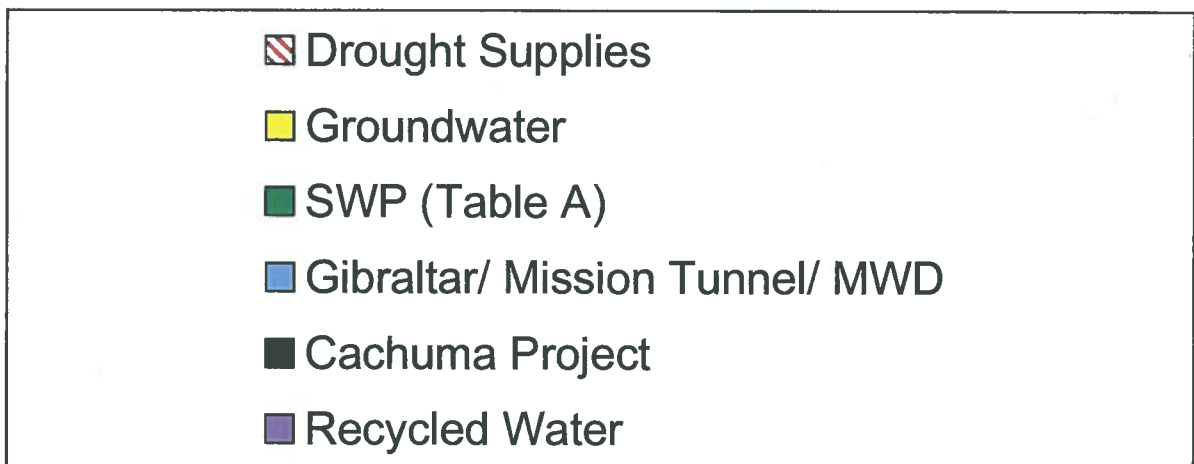 Drought Supplies
Groundwater
SWP (Table A)
Gibraltar/ Mission Tunnel/ MWD
Cachuma Project
Recycled Water